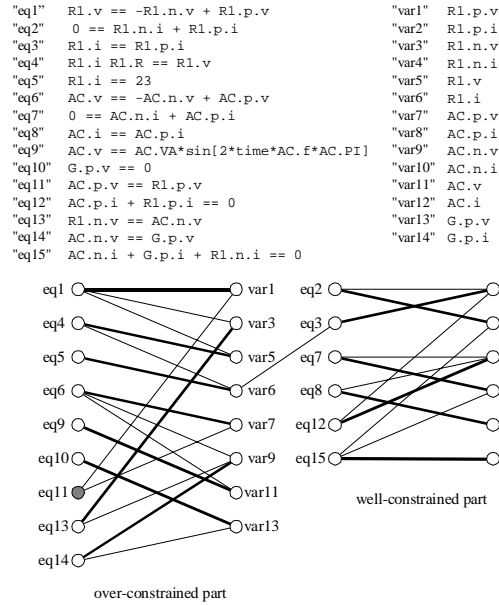 "eq1" R1.v == -R1.n.v + R1.p.v "var1" R1.p.v
"eq2" 0 == R1.n.i + R1.p.i "var2" R1.p.i
"eq3" R1.i == R1.p.i "var3" R1.n.v
"eq4" R1.i R1.R == R1.v "var4" R1.n.i
"eq5" R1.i == 23 "var5" R1.v
"eq6" AC.v == -AC.n.v + AC.p.v "var6" R1.i
"eq7" 0 == AC.n.i + AC.p.i "var7" AC.p.v
"eq8" AC.i == AC.p.i "var8" AC.p.i
"eq9" AC.v == AC.VA*sin[2*time*AC.f*AC.PI] "var9" AC.n.v
"eq10" G.p.v == 0 "var10" AC.n.i
"eq11" AC.p.v == R1.p.v "var11" AC.v
"eq12" AC.p.i + R1.p.i == 0 "var12" AC.i
"eq13" R1.n.v == AC.n.v "var13" G.p.v
"eq14" AC.n.v == G.p.v "var14" G.p.i
"eq15" AC.n.i + G.p.i + R1.n.i == 0
eq1 var1 eq2
eq4 var3 eq3
eq5 var5 eq7
eq6 var6 eq8
eq9 var7 eq12
eq10 var9 eq15
eq11 var11
eq13 var13
eq14
well-constrained part
over-constrained part